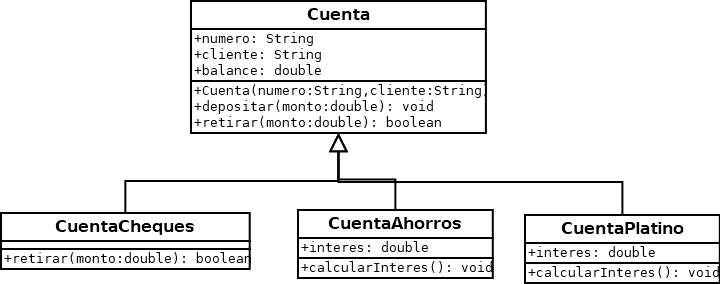 Cuenta
+numero: String
+cliente: String
+balance: double
+Cuenta(numero:String,cliente:String)
+depositar(monto:double): void
+retirar(monto:double): boolean
CuentaCheques
+retirar(monto:double): boolean
CuentaAhorros
+interes: double
+calcularInteres(): void
CuentaPlatino
+interes: double
+calcularInteres(): void